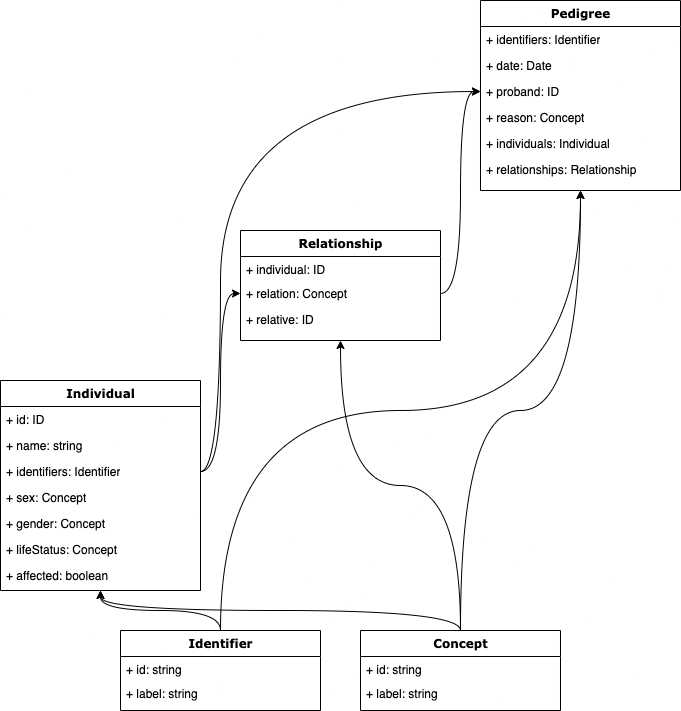 Pedigree
+ identifiers: Identifier
+ date: Date
+ proband: ID
+ reason: Concept
+ individuals: Individual
+ relationships: Relationship
Relationship
+ individual: ID
+ relation: Concept
+ relative: ID
Individual
+ id: ID
+ name: string
+ identifiers: Identifier
+ sex: Concept
+ gender: Concept
+ lifeStatus: Concept
+ affected: boolean
Identifier
+ id: string
+ label: string
Concept
+ id: string
+ label: string